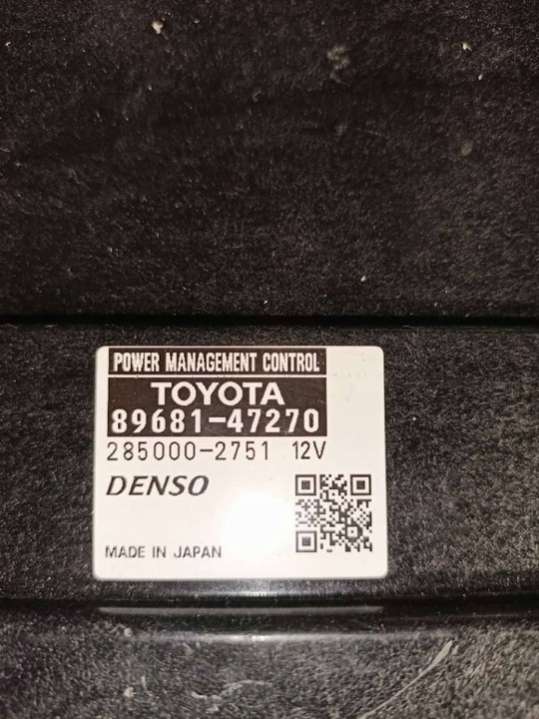 POWER MANAGEMENT CONTROL
TOYOTA
89681-47270
285000-2751 12V
DENSO
MADE IN JAPAN